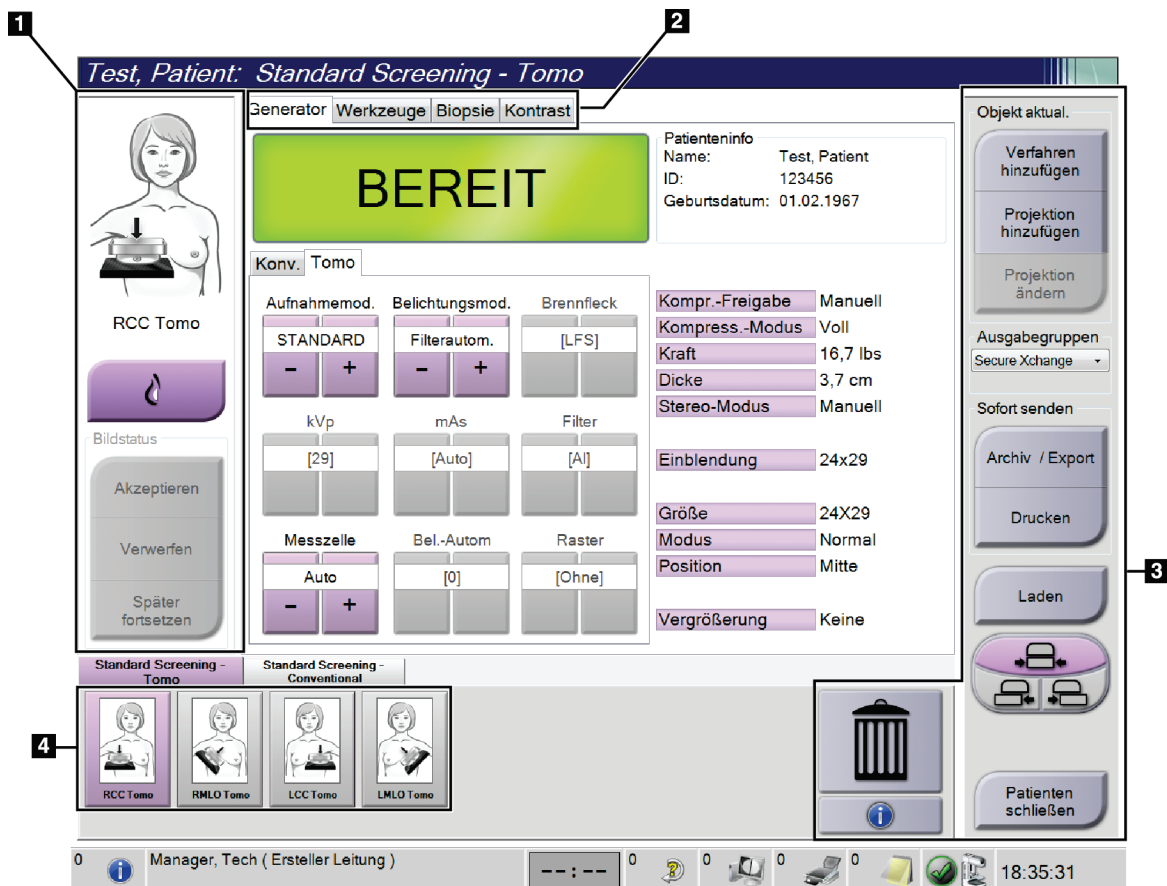 1
2
Test, Patient: Standard Screening - Tomo
Generator Werkzeuge Biopsie Kontrast
BEREIT
Patienteninfo
Name: Test, Patient
ID: 123456
Geburtsdatum: 01.02.1967
RCC Tomo
Bildstatus
Akzeptieren
Verwerfen
Später
fortsetzen
Konv. Tomo
Aufnahmemod. Belichtungsmod. Brennfleck
STANDARD Filterautom. [LFS]
- + - +
kVp mAs Filter
[29] [Auto] [Al]
Messzelle Bel.-Autom Raster
Auto [0] [Ohne]
- +
Kompr.-Freigabe Manuell
Kompress.-Modus Voll
Kraft 16,7 lbs
Dicke 3,7 cm
Stereo-Modus Manuell
Einblendung 24x29
Größe 24X29
Modus Normal
Position Mitte
Vergrößerung Keine
Objekt aktual.
Verfahren
hinzufügen
Projektion
hinzufügen
Projektion
ändern
Ausgabegruppen
Secure Xchange
Sofort senden
Archiv / Export
Drucken
Laden
Patienten
schließen
3
Standard Screening -
Tomo
Standard Screening -
Conventional
4
RCC Tomo RMLO Tomo LCC Tomo LMLO Tomo
0 Manager, Tech ( Ersteller Leitung ) --:-- 0 0 0 0 18:35:31